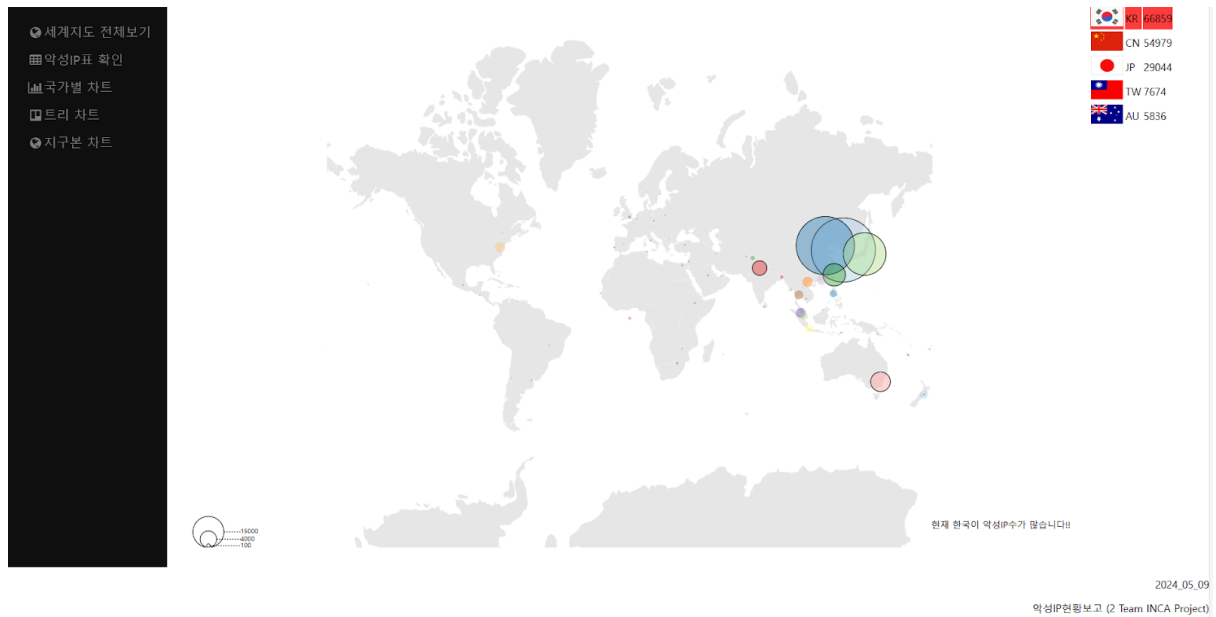 세계지도 전체보기
악성IP표 확인
국가별 차트
트리 차트
지구본 차트
KR 66859
CN 54979
JP 29044
TW 7674
AU 5836
15000
4000
100
현재 한국이 악성IP수가 많습니다!!
2024_05_09
악성IP현황보고 (2 Team INCA Project)